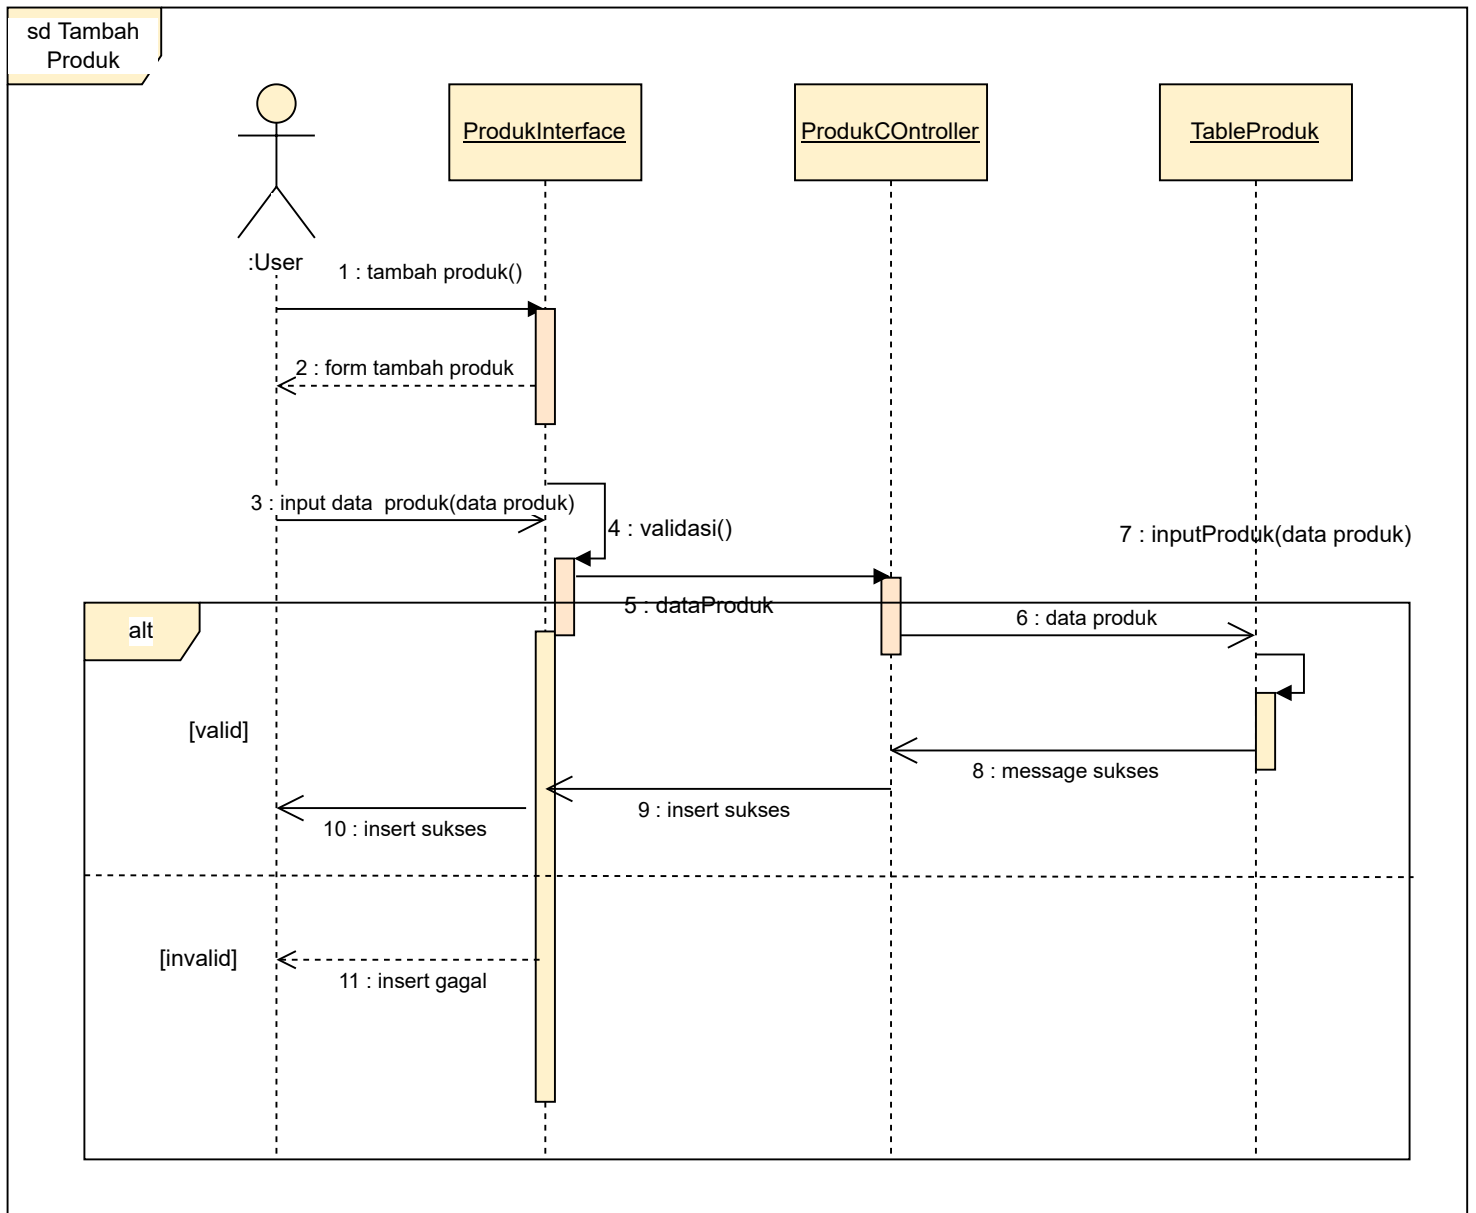 sd Tambah
Produk
ProdukInterface
ProdukCOntroller
TableProduk
:User
1 : tambah produk()
2 : form tambah produk
3 : input data  produk(data produk)
4 : validasi()
7 : inputProduk(data produk)
5 : dataProduk
6 : data produk
alt
[valid]
8 : message sukses
9 : insert sukses
10 : insert sukses
[invalid]
11 : insert gagal